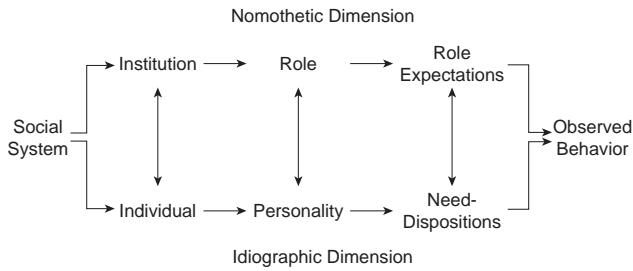 Nomothetic Dimension
Institution
Role
Role
Expectations
Social
System
Observed
Behavior
Individual
Personality
Need-
Dispositions
Idiographic Dimension